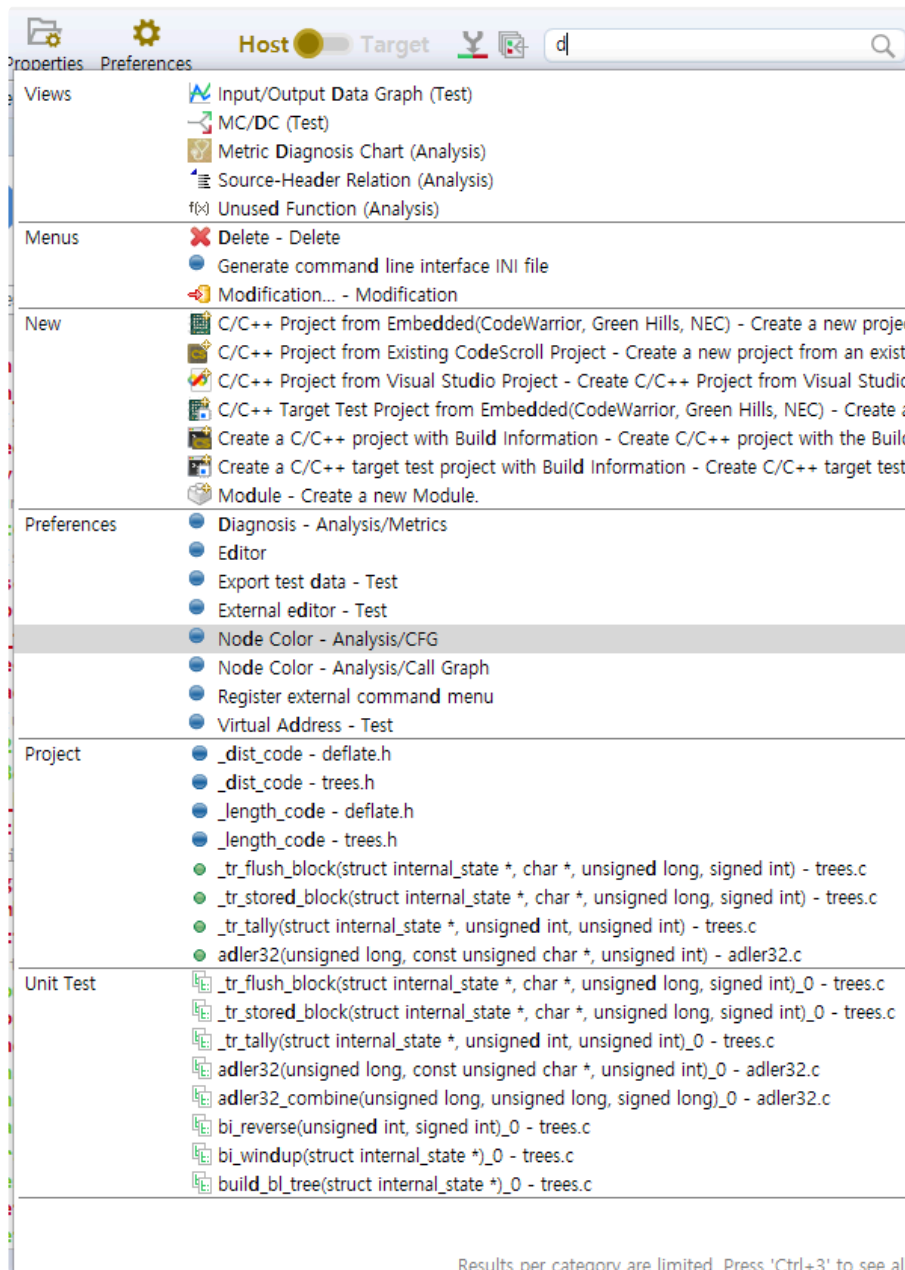 Properties Preferences Host Target d
Views Input/Output Data Graph (Test)
MC/DC (Test)
Metric Diagnosis Chart (Analysis)
Source-Header Relation (Analysis)
f(x) Unused Function (Analysis)
Menus Delete - Delete
Generate command line interface INI file
Modification... - Modification
New C/C++ Project from Embedded(CodeWarrior, Green Hills, NEC) - Create a new projec
C/C++ Project from Existing CodeScroll Project - Create a new project from an exist
C/C++ Project from Visual Studio Project - Create C/C++ Project from Visual Studio
C/C++ Target Test Project from Embedded(CodeWarrior, Green Hills, NEC) - Create a
Create a C/C++ project with Build Information - Create C/C++ project with the Build
Create a C/C++ target test project with Build Information - Create C/C++ target test
Module - Create a new Module.
Preferences Diagnosis - Analysis/Metrics
Editor
Export test data - Test
External editor - Test
Node Color - Analysis/CFG
Node Color - Analysis/Call Graph
Register external command menu
Virtual Address - Test
Project _dist_code - deflate.h
_dist_code - trees.h
_length_code - deflate.h
_length_code - trees.h
_tr_flush_block(struct internal_state *, char *, unsigned long, signed int) - trees.c
_tr_stored_block(struct internal_state *, char *, unsigned long, signed int) - trees.c
_tr_tally(struct internal_state *, unsigned int, unsigned int) - trees.c
adler32(unsigned long, const unsigned char *, unsigned int) - adler32.c
Unit Test _tr_flush_block(struct internal_state *, char *, unsigned long, signed int)_0 - trees.c
_tr_stored_block(struct internal_state *, char *, unsigned long, signed int)_0 - trees.c
_tr_tally(struct internal_state *, unsigned int, unsigned int)_0 - trees.c
adler32(unsigned long, const unsigned char *, unsigned int)_0 - adler32.c
adler32_combine(unsigned long, unsigned long, signed long)_0 - adler32.c
bi_reverse(unsigned int, signed int)_0 - trees.c
bi_windup(struct internal_state *)_0 - trees.c
build_bl_tree(struct internal_state *)_0 - trees.c
Results per category are limited. Press 'Ctrl+3' to see al